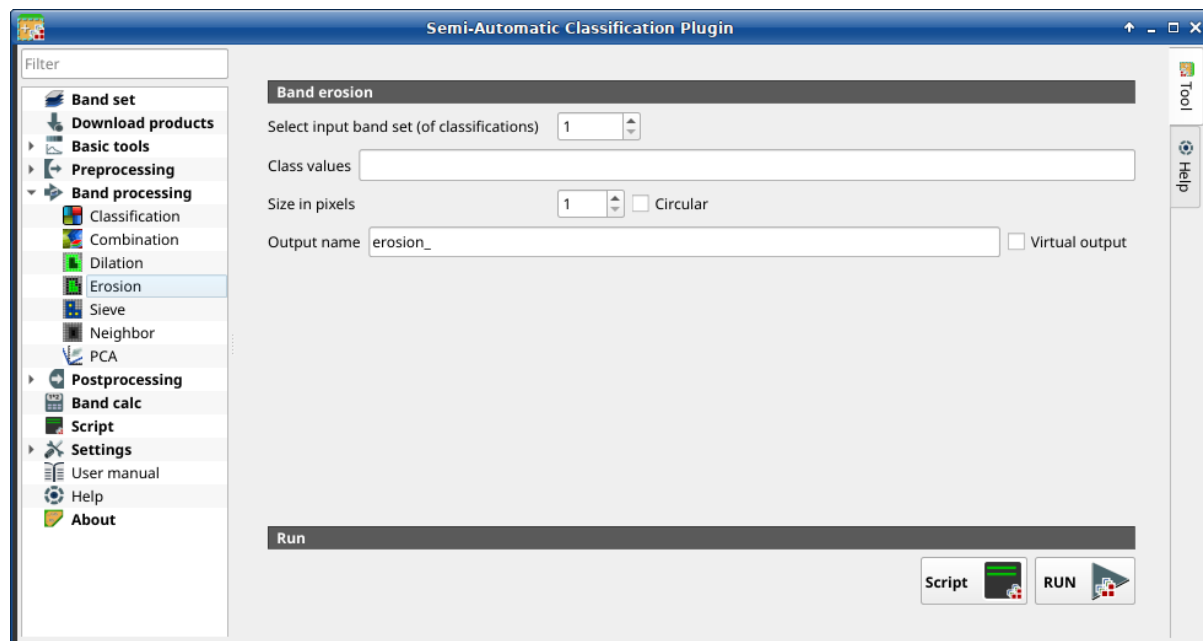 Semi-Automatic Classification Plugin
Filter
Band set
Download products
Basic tools
Preprocessing
Band processing
Classification
Combination
Dilation
Erosion
Sieve
Neighbor
PCA
Postprocessing
Band calc
Script
Settings
User manual
Help
About
Band erosion
Select input band set (of classifications) 1
Class values
Size in pixels 1 Circular
Output name erosion_ Virtual output
Run
Script RUN
Tool
Help